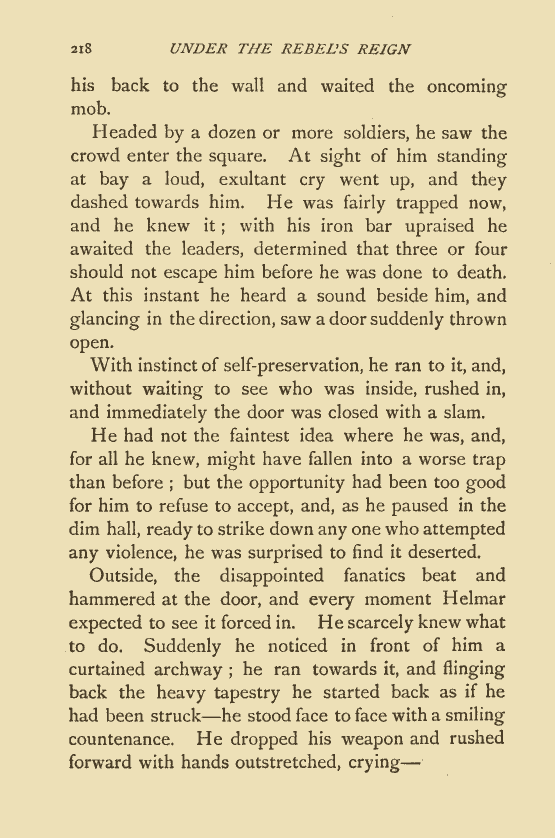 218 UNDER THE REBEL'S REIGN
his back to the wall and waited the oncoming
mob.
Headed by a dozen or more soldiers, he saw the
crowd enter the square. At sight of him standing
at bay a loud, exultant cry went up, and they
dashed towards him. He was fairly trapped now,
and he knew it ; with his iron bar upraised he
awaited the leaders, determined that three or four
should not escape him before he was done to death.
At this instant he heard a sound beside him, and
glancing in the direction, saw a door suddenly thrown
open.
With instinct of self-preservation, he ran to it, and,
without waiting to see who was inside, rushed in,
and immediately the door was closed with a slam.
He had not the faintest idea where he was, and,
for all he knew, might have fallen into a worse trap
than before ; but the opportunity had been too good
for him to refuse to accept, and, as he paused in the
dim hall, ready to strike down any one who attempted
any violence, he was surprised to find it deserted.
Outside, the disappointed fanatics beat and
hammered at the door, and every moment Helmar
expected to see it forced in. He scarcely knew what
to do. Suddenly he noticed in front of him a
curtained archway ; he ran towards it, and flinging
back the heavy tapestry he started back as if he
had been struck—he stood face to face with a smiling
countenance. He dropped his weapon and rushed
forward with hands outstretched, crying—